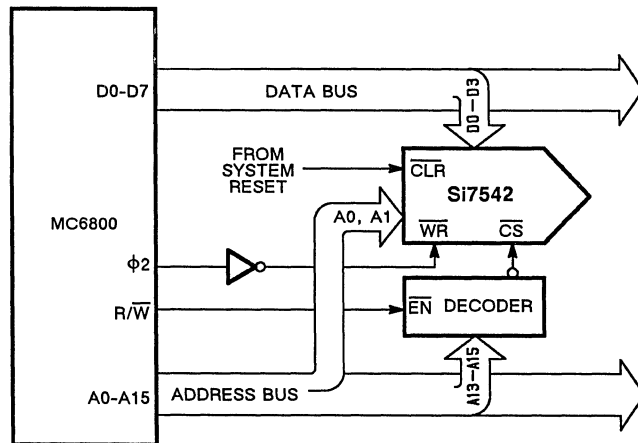 D0-D7
DATA BUS
D0—D3
FROM
SYSTEM
RESET
CLR
Si7542
MC6800
A0, A1
WR
CS
ϕ2
R/W
EN
DECODER
A13—A15
A0-A15
ADDRESS BUS